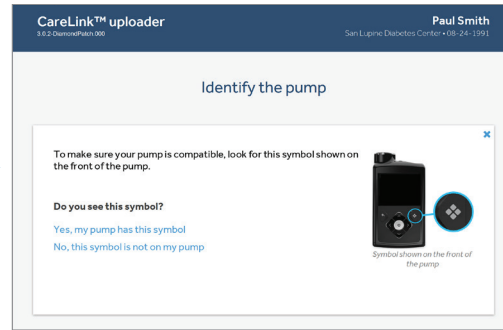 CareLink™ uploader
3.0.2-DiamondPatch.000
Paul Smith
San Lupine Diabetes Center • 08-24-1991
Identify the pump
To make sure your pump is compatible, look for this symbol shown on
the front of the pump.
Do you see this symbol?
Yes, my pump has this symbol
No, this symbol is not on my pump
Symbol shown on the front of
the pump